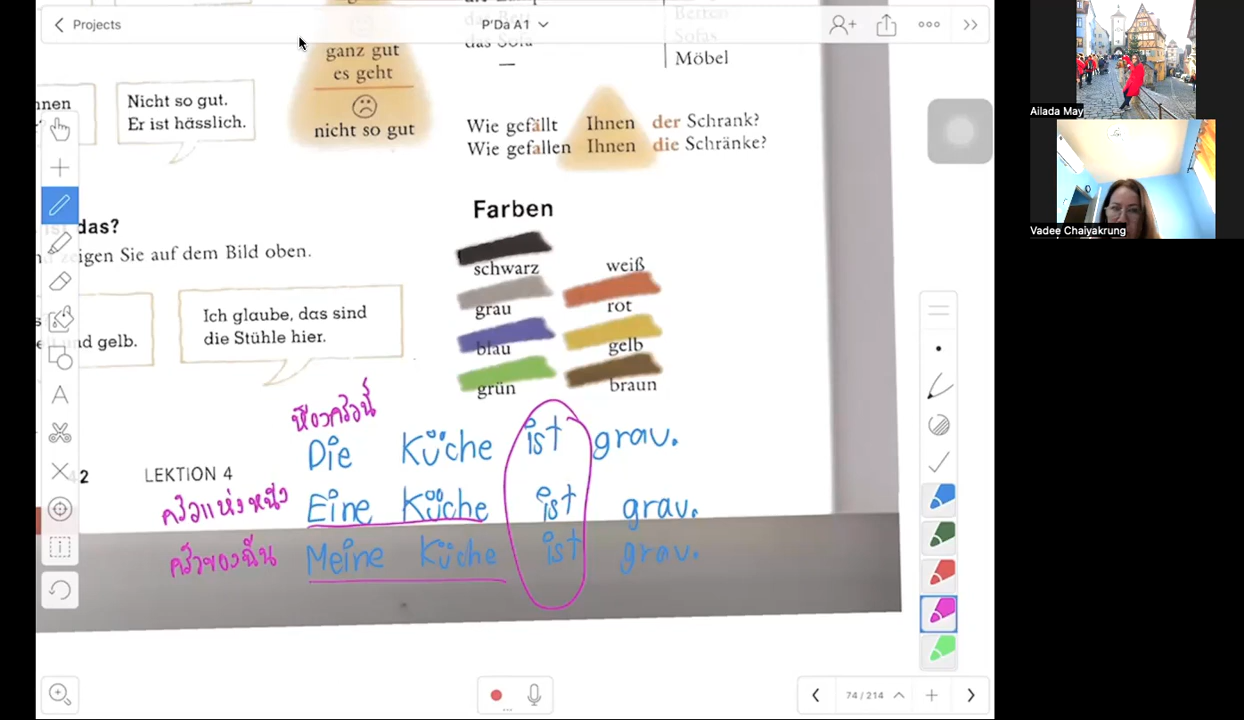 Projects
P'Da A1
Ailada May
Vadee Chaiyakrung
ganz gut
es geht
nicht so gut
das Sofa
—
Betten
Sofas
Möbel
nnen
Nicht so gut.
Er ist hässlich.
Wie gefällt Ihnen der Schrank?
Wie gefallen Ihnen die Schränke?
das?
zeigen Sie auf dem Bild oben.
nd gelb.
Ich glaube, das sind
die Stühle hier.
Farben
schwarz
weiß
grau
rot
blau
gelb
grün
braun
ห้องครัวนี้
Die Küche ist grau.
42 LEKTION 4
ครัวแห่งหนึ่ง
Eine Küche ist grau.
ครัวของฉัน
Meine Küche ist grau.
74 / 214